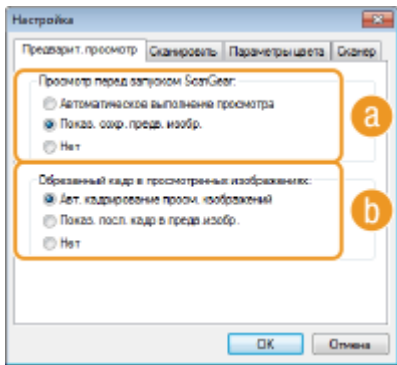 Настройка
Предварит. просмотр Сканировать Параметры цвета Сканер
Просмотр перед запуском ScanGear:
Автоматическое выполнение просмотра
Показ. сохр. предв. изобр.
Нет
a
Обрезанный кадр в просмотренных изображениях:
Авт. кадрирование просм. изображений
Показ. посл. кадр в предв.изобр.
Нет
b
OK Отмена